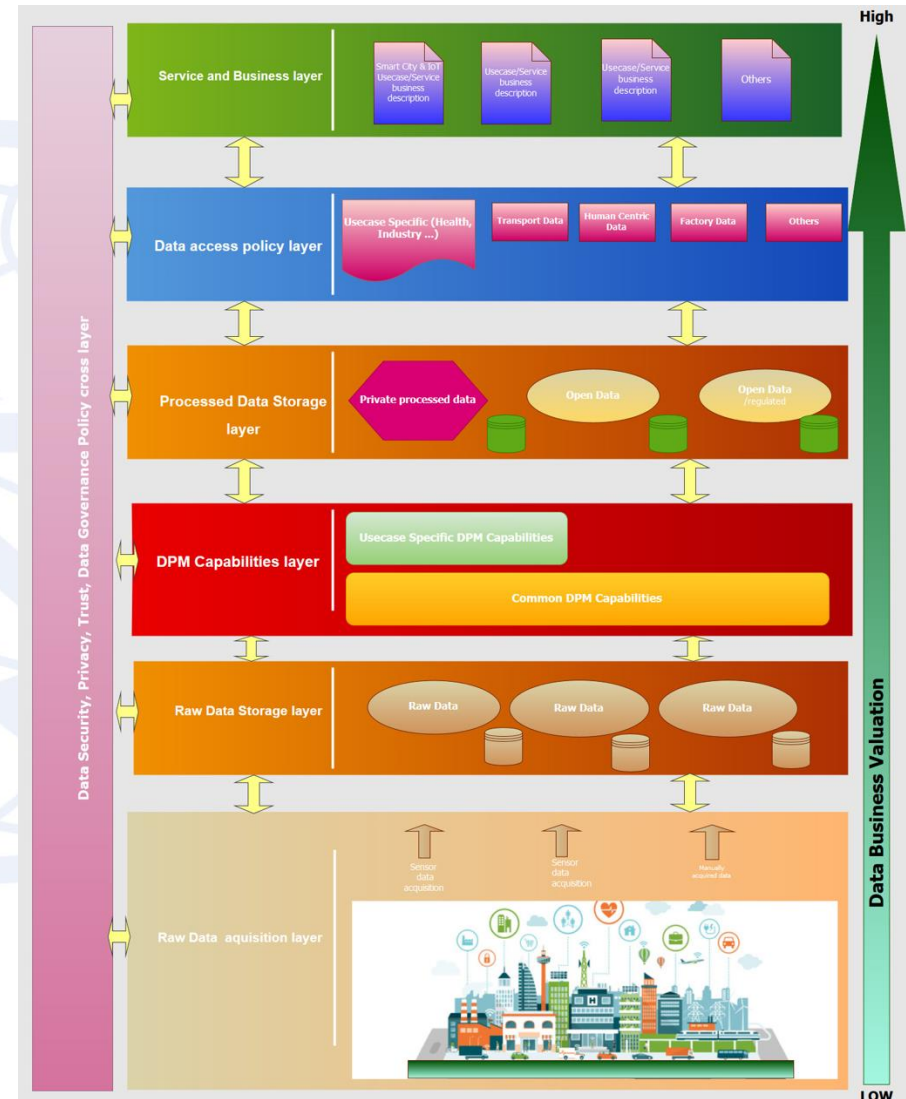 High
Service and Business layer
Smart City & IoT
Usecase/Service
business
description
Usecase/Service
business
description
Usecase/Service
business
description
Others
Data access policy layer
Usecase Specific (Health,
Industry ...)
Transport Data
Human Centric
Data
Factory Data
Others
Processed Data Storage
layer
Private processed data
Open Data
Open Data
/regulated
DPM Capabilities layer
Usecase Specific DPM Capabilities
Common DPM Capabilities
Raw Data Storage layer
Raw Data
Raw Data
Raw Data
Raw Data aquisition layer
Sensor
data
acquisition
Sensor
data
acquisition
Manually
acquired data
H
Data Security, Privacy, Trust, Data Governance Policy cross layer
Data Business Valuation
LOW